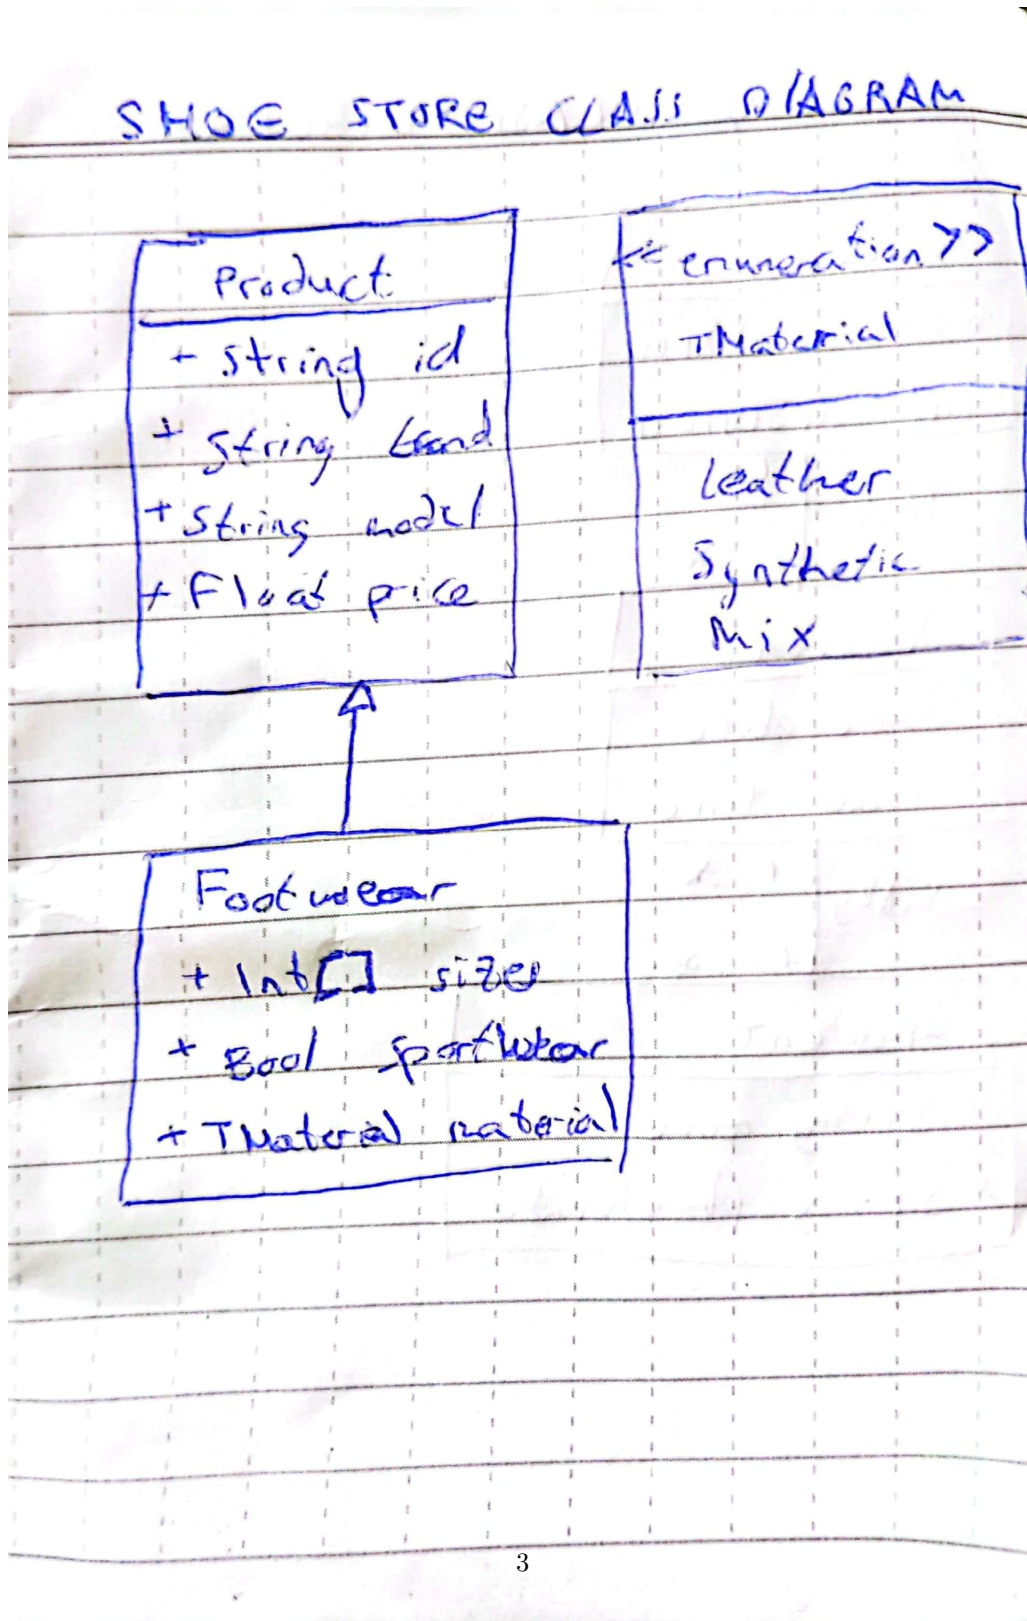 SHOE STORE CLASS DIAGRAM
Product
+ String id
+ String brand
+ String model
+ Float price
<<enumeration>>
TMaterial
Leather
Synthetic
Mix
Footwear
+ Int[] sizes
+ Bool sportwear
+ TMaterial material
3